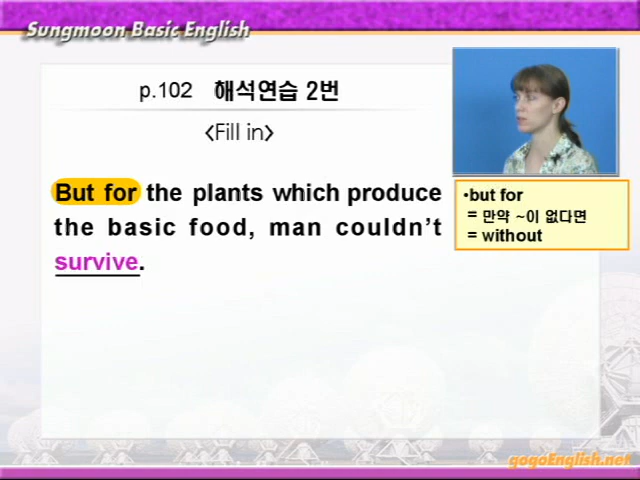 Sungmoon Basic English
p.102 해석연습 2번
<Fill in>
But for the plants which produce
the basic food, man couldn't
survive.
•but for
= 만약 ~이 없다면
= without
gogoEnglish.net